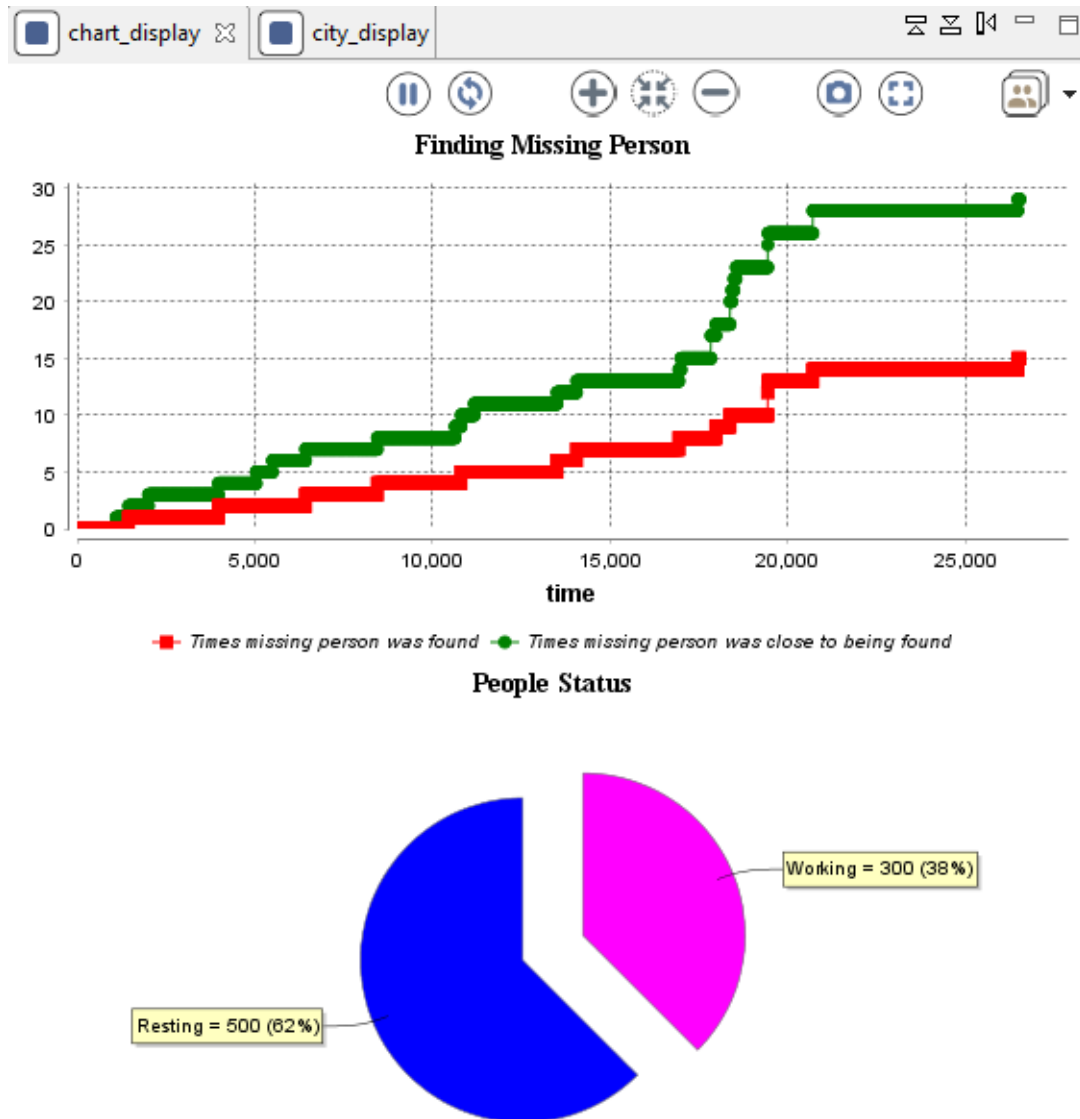 chart_display city_display
Finding Missing Person
30
25
20
15
10
5
0
0 5,000 10,000 15,000 20,000 25,000
time
Times missing person was found Times missing person was close to being found
People Status
Working = 300 (38%)
Resting = 500 (62%)